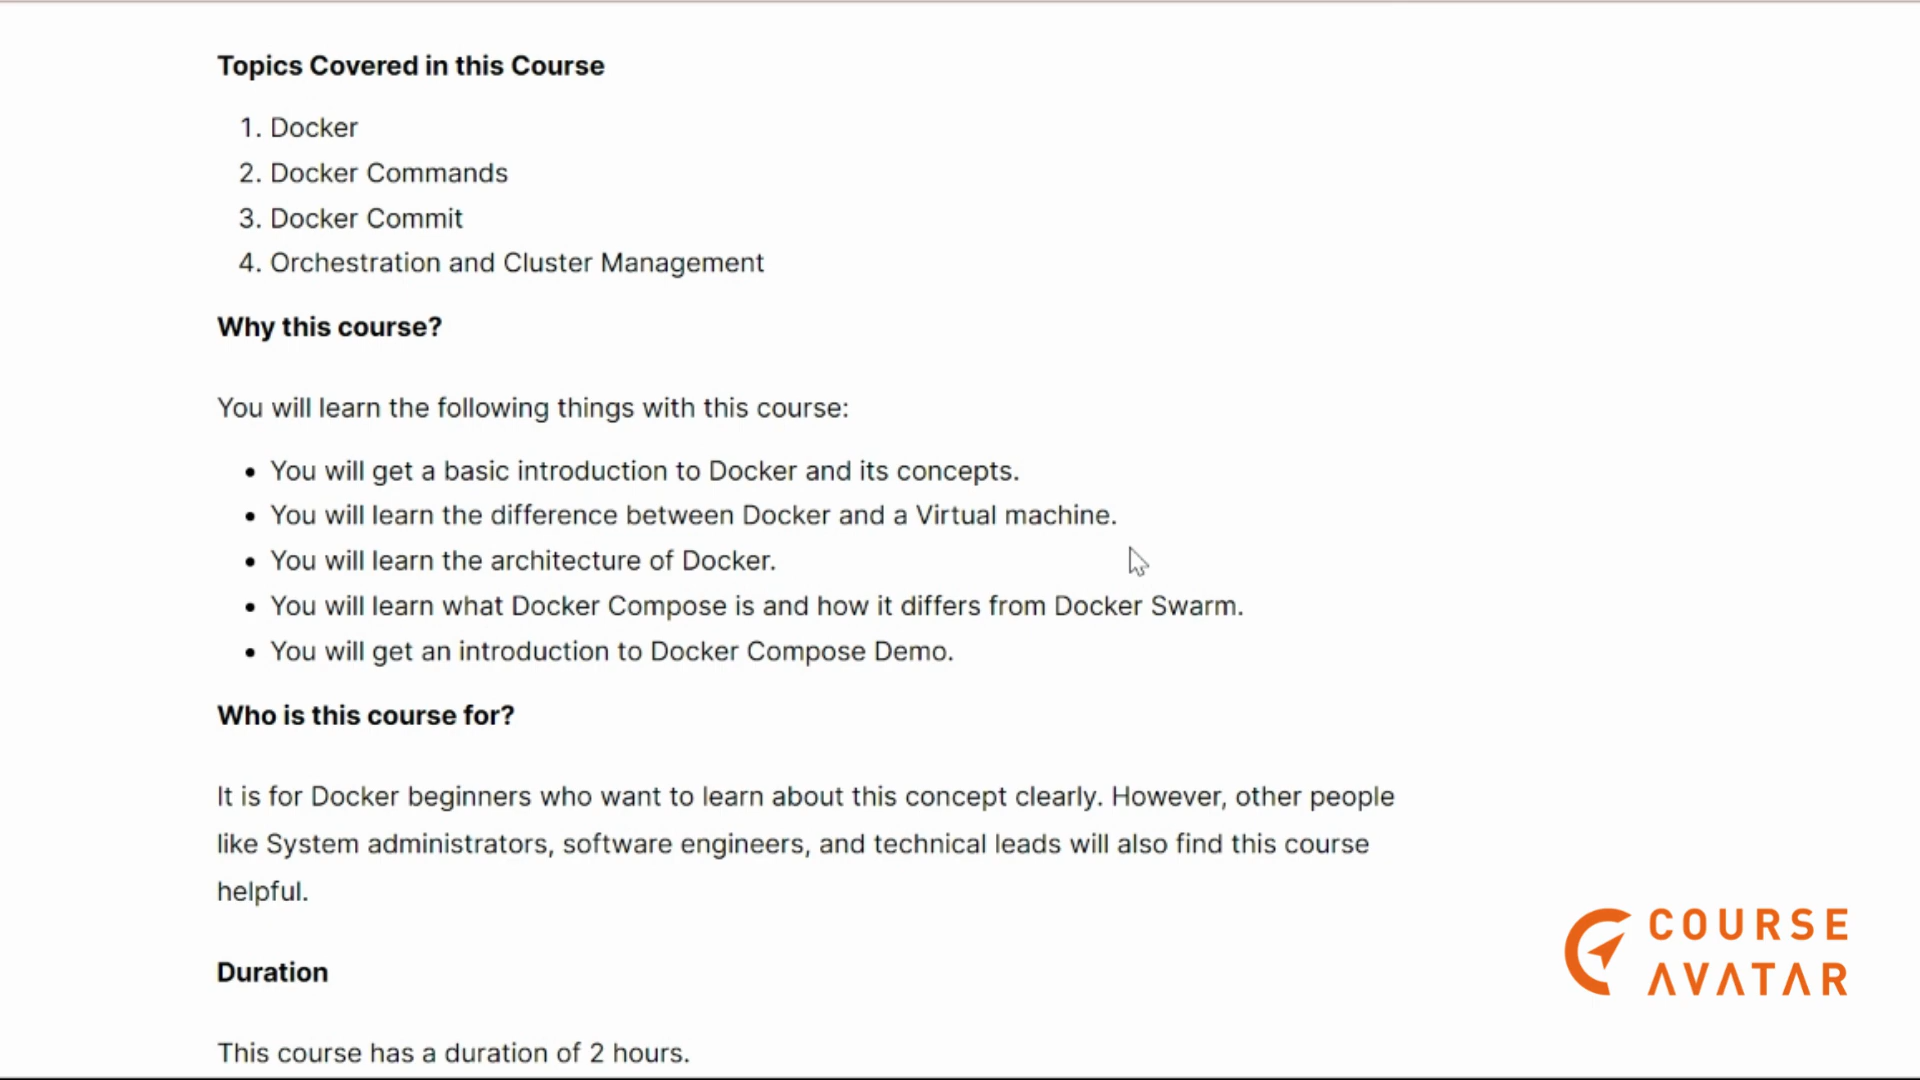 Topics Covered in this Course
1. Docker
2. Docker Commands
3. Docker Commit
4. Orchestration and Cluster Management
Why this course?
You will learn the following things with this course:
• You will get a basic introduction to Docker and its concepts.
• You will learn the difference between Docker and a Virtual machine.
• You will learn the architecture of Docker.
• You will learn what Docker Compose is and how it differs from Docker Swarm.
• You will get an introduction to Docker Compose Demo.
Who is this course for?
It is for Docker beginners who want to learn about this concept clearly. However, other people
like System administrators, software engineers, and technical leads will also find this course
helpful.
Duration
This course has a duration of 2 hours.
COURSE
AVATAR